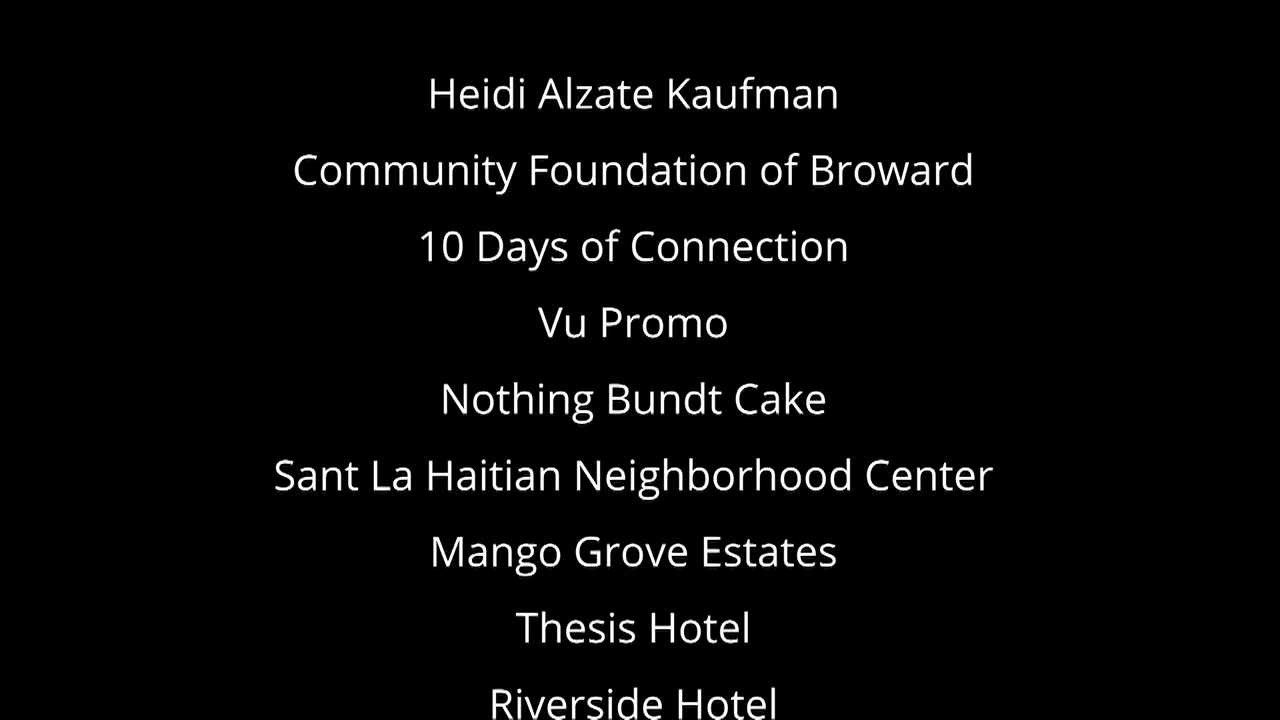 Heidi Alzate Kaufman
Community Foundation of Broward
10 Days of Connection
Vu Promo
Nothing Bundt Cake
Sant La Haitian Neighborhood Center
Mango Grove Estates
Thesis Hotel
Riverside Hotel